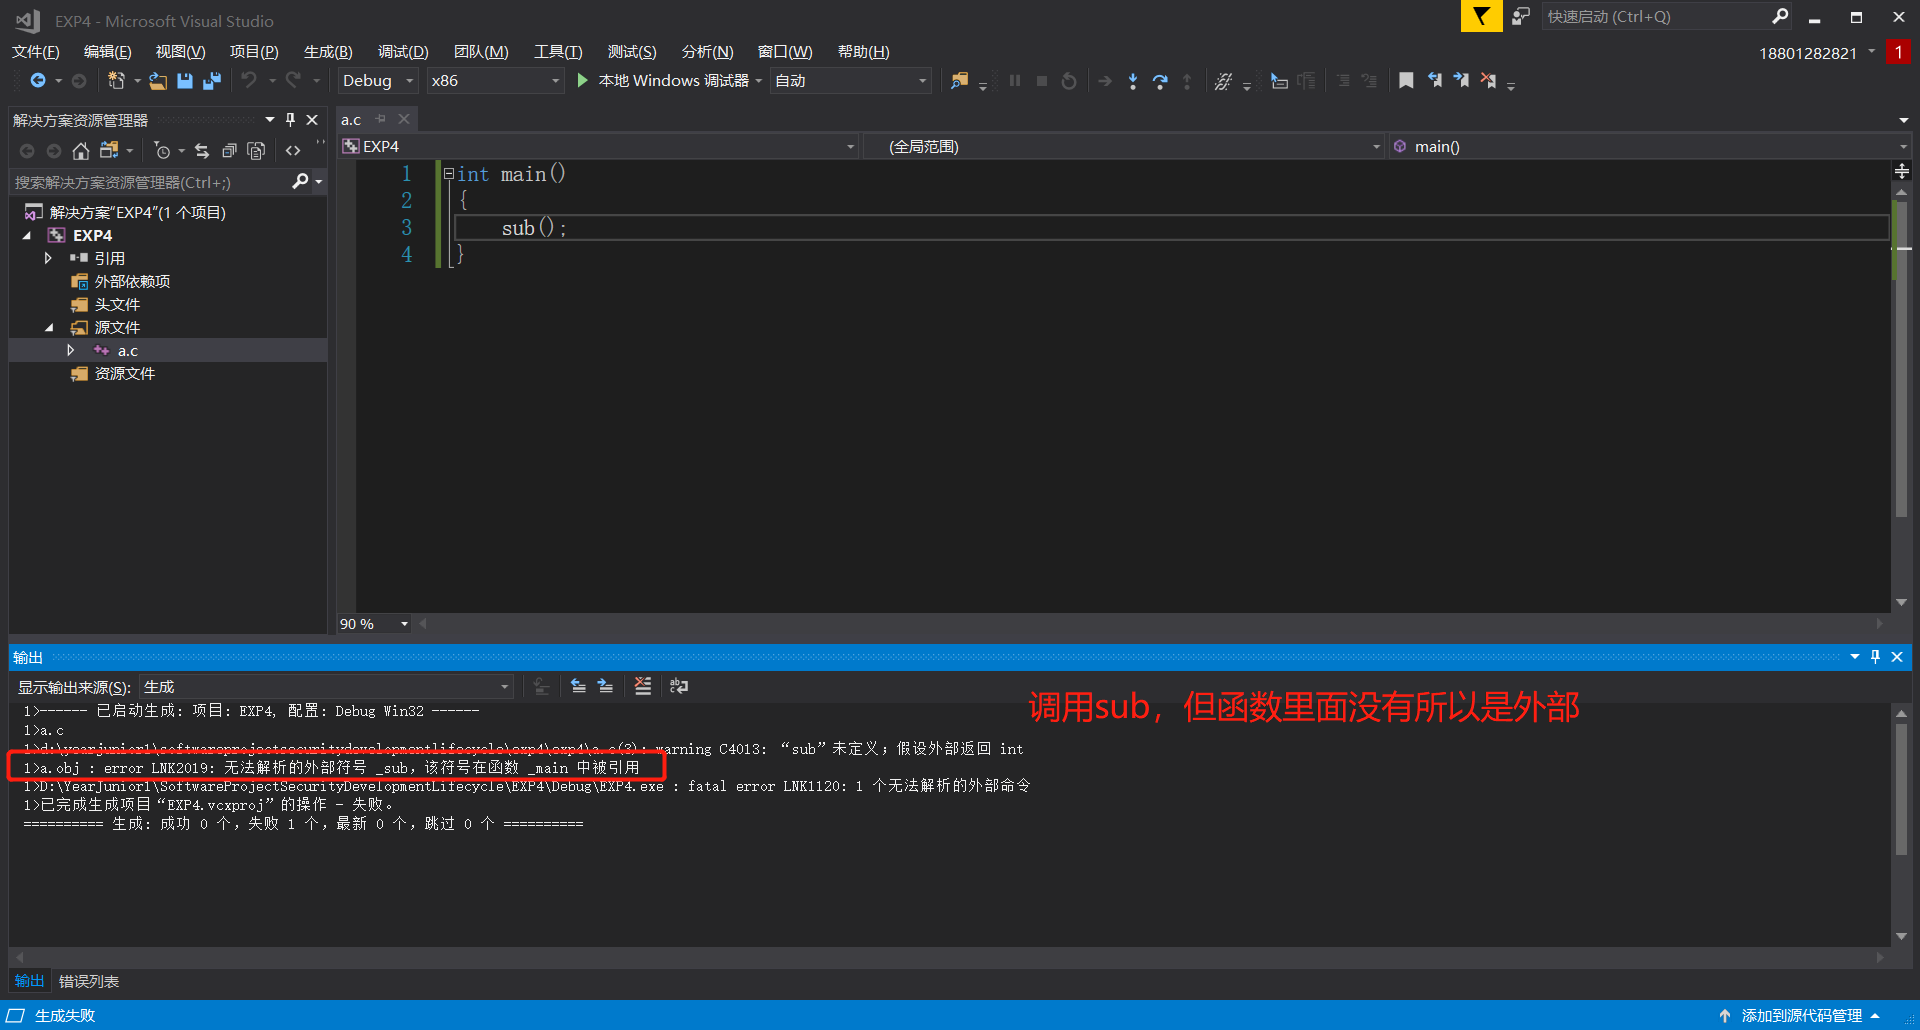 EXP4 - Microsoft Visual Studio
快速启动 (Ctrl+Q)
文件(F) 编辑(E) 视图(V) 项目(P) 生成(B) 调试(D) 团队(M) 工具(T) 测试(S) 分析(N) 窗口(W) 帮助(H)
18801282821 1
Debug x86 本地 Windows 调试器 自动
解决方案资源管理器
搜索解决方案资源管理器(Ctrl+;)
解决方案"EXP4"(1 个项目)
EXP4
引用
外部依赖项
头文件
源文件
a.c
资源文件
a.c
EXP4 (全局范围) main()
1 int main()
2 {
3 sub();
4 }
90 %
输出
显示输出来源(S): 生成
调用sub，但函数里面没有所以是外部
1>------ 已启动生成: 项目: EXP4, 配置: Debug Win32 ------
1>a.c
1>d:\yearjunior1\softwareprojectsecuritydevelopmentlifecycle\exp4\exp4\a.c(3): warning C4013: “sub”未定义；假设外部返回 int
1>a.obj : error LNK2019: 无法解析的外部符号 _sub，该符号在函数 _main 中被引用
1>D:\YearJunior1\SoftwareProjectSecurityDevelopmentLifecycle\EXP4\Debug\EXP4.exe : fatal error LNK1120: 1 个无法解析的外部命令
1>已完成生成项目“EXP4.vcxproj”的操作 - 失败。
========== 生成: 成功 0 个，失败 1 个，最新 0 个，跳过 0 个 ==========
输出 错误列表
生成失败 添加到源代码管理